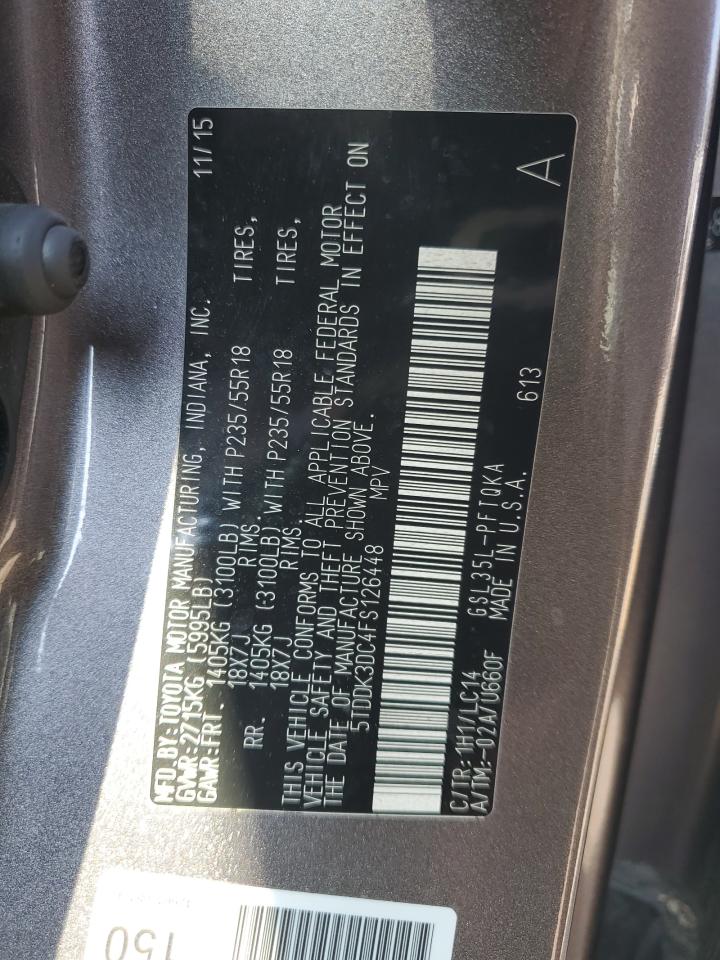 MFD.BY:TOYOTA MOTOR MANUFACTURING, INDIANA, INC. 11/15
GVWR:2715KG (5995LB)
GAWR:FRT. 1405KG (3100LB) WITH P235/55R18 TIRES,
18X7J RIMS.
RR. 1405KG (3100LB) WITH P235/55R18 TIRES,
18X7J RIMS.
THIS VEHICLE CONFORMS TO ALL APPLICABLE FEDERAL MOTOR
VEHICLE SAFETY AND THEFT PREVENTION STANDARDS IN EFFECT ON
THE DATE OF MANUFACTURE SHOWN ABOVE.
5TDDK3DC4FS126448 MPV
C/TR:1H1/LC14 GSL35L-PFTQKA
A/TM:-02A/U660F MADE IN U.S.A. 613 A
150